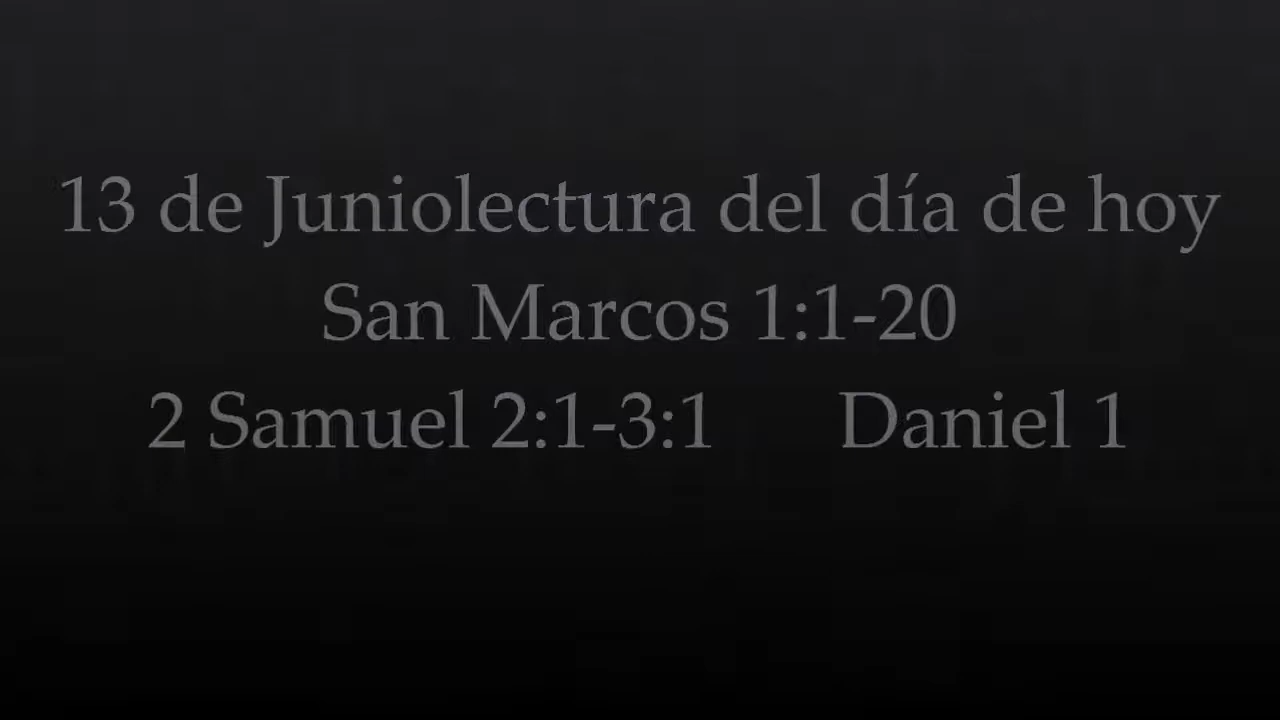 13 de Juniolectura del día de hoy
San Marcos 1:1-20
2 Samuel 2:1-3:1 Daniel 1